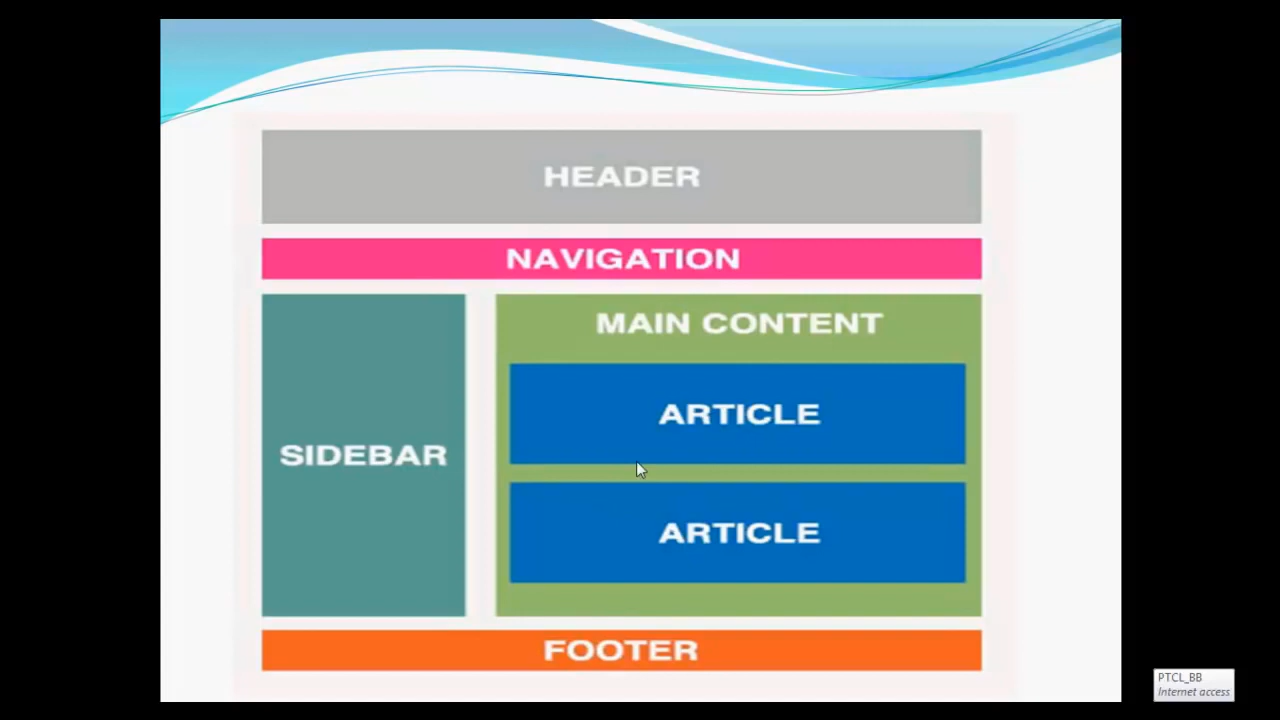 HEADER
NAVIGATION
MAIN CONTENT
ARTICLE
SIDEBAR
ARTICLE
FOOTER
PTCL_BB
Internet access